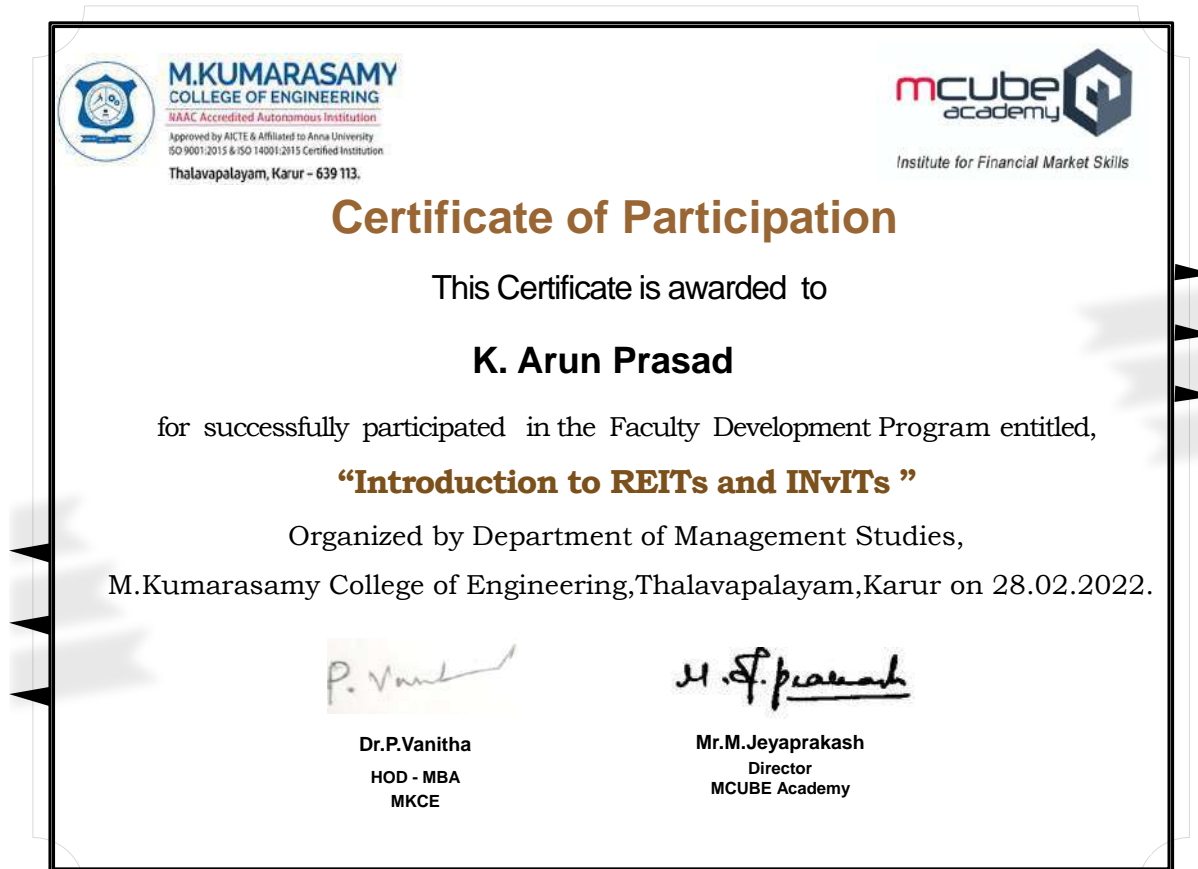 M.KUMARASAMY
COLLEGE OF ENGINEERING
NAAC Accredited Autonomous Institution
Approved by AICTE & Affiliated to Anna University
ISO 9001:2015 & ISO 14001:2015 Certified Institution
Thalavapalayam, Karur – 639 113.
mcube
academy
Institute for Financial Market Skills
Certificate of Participation
This Certificate is awarded to
K. Arun Prasad
for successfully participated in the Faculty Development Program entitled,
“Introduction to REITs and INvITs ”
Organized by Department of Management Studies,
M.Kumarasamy College of Engineering,Thalavapalayam,Karur on 28.02.2022.
P. Vanitha
M.J.prakash
Dr.P.Vanitha
HOD - MBA
MKCE
Mr.M.Jeyaprakash
Director
MCUBE Academy